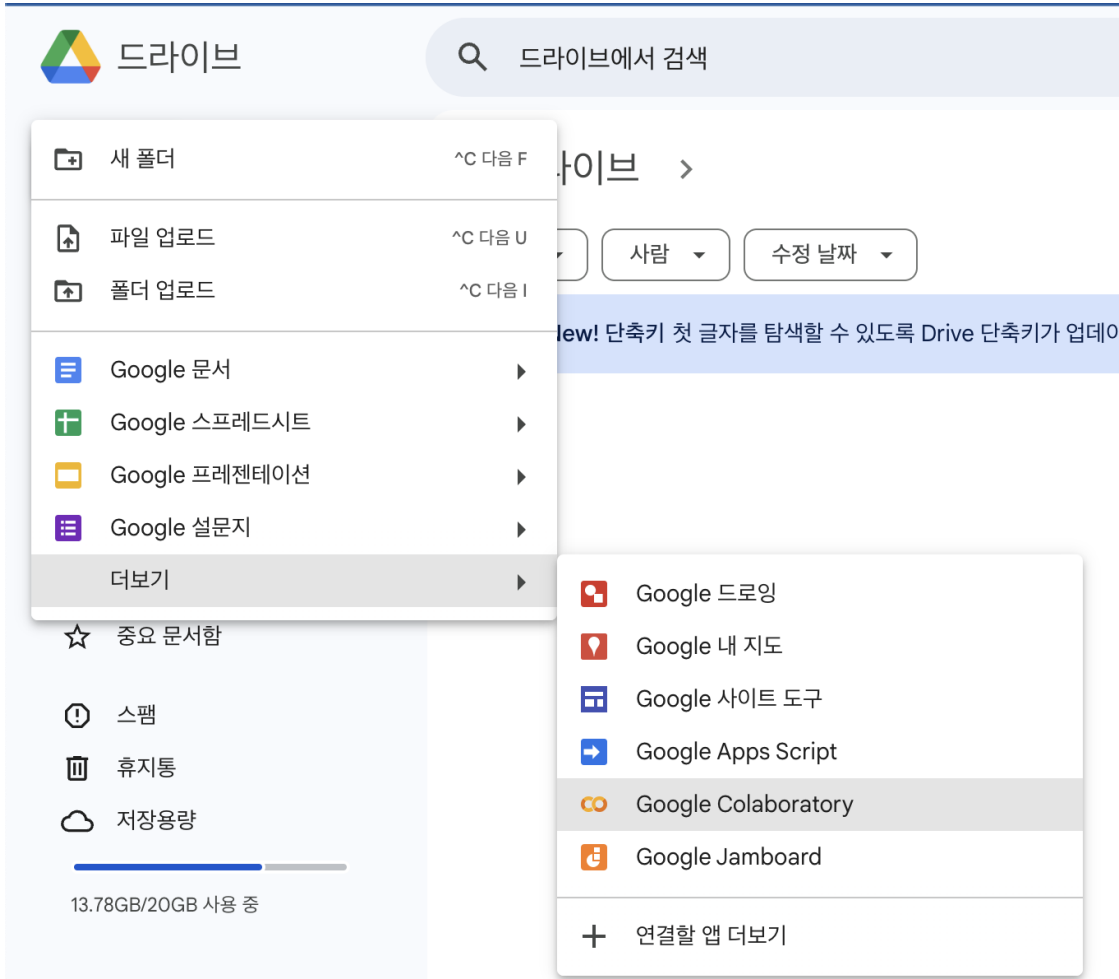 드라이브
드라이브에서 검색
새 폴더 ^C 다음 F
파일 업로드 ^C 다음 U
폴더 업로드 ^C 다음 I
Google 문서
Google 스프레드시트
Google 프레젠테이션
Google 설문지
더보기
라이브
사람
수정 날짜
New! 단축키 첫 글자를 탐색할 수 있도록 Drive 단축키가
Google 드로잉
Google 내 지도
Google 사이트 도구
Google Apps Script
Google Colaboratory
Google Jamboard
연결할 앱 더보기
중요 문서함
스팸
휴지통
저장용량
13.78GB/20GB 사용 중